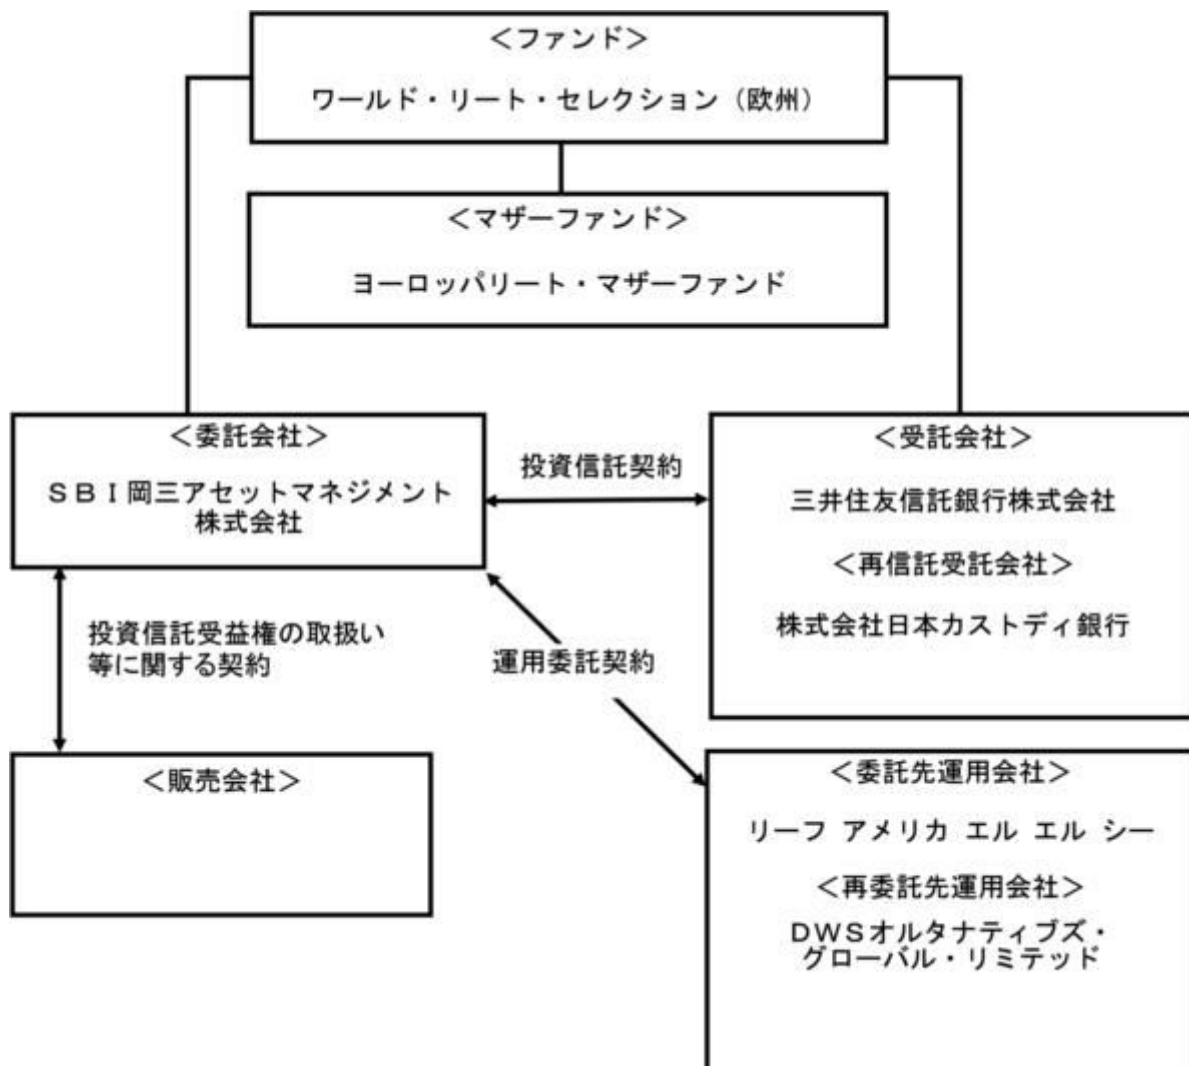 ＜ファンド＞
ワールド・リート・セレクション（欧州）
＜マザーファンド＞
ヨーロッパリート・マザーファンド
＜委託会社＞
ＳＢＩ岡三アセットマネジメント
株式会社
投資信託契約
＜受託会社＞
三井住友信託銀行株式会社
＜再信託受託会社＞
株式会社日本カストディ銀行
投資信託受益権の取扱い
等に関する契約
運用委託契約
＜販売会社＞
＜委託先運用会社＞
リーフ アメリカ エル エル シー
＜再委託先運用会社＞
ＤＷＳオルタナティブズ・
グローバル・リミテッド